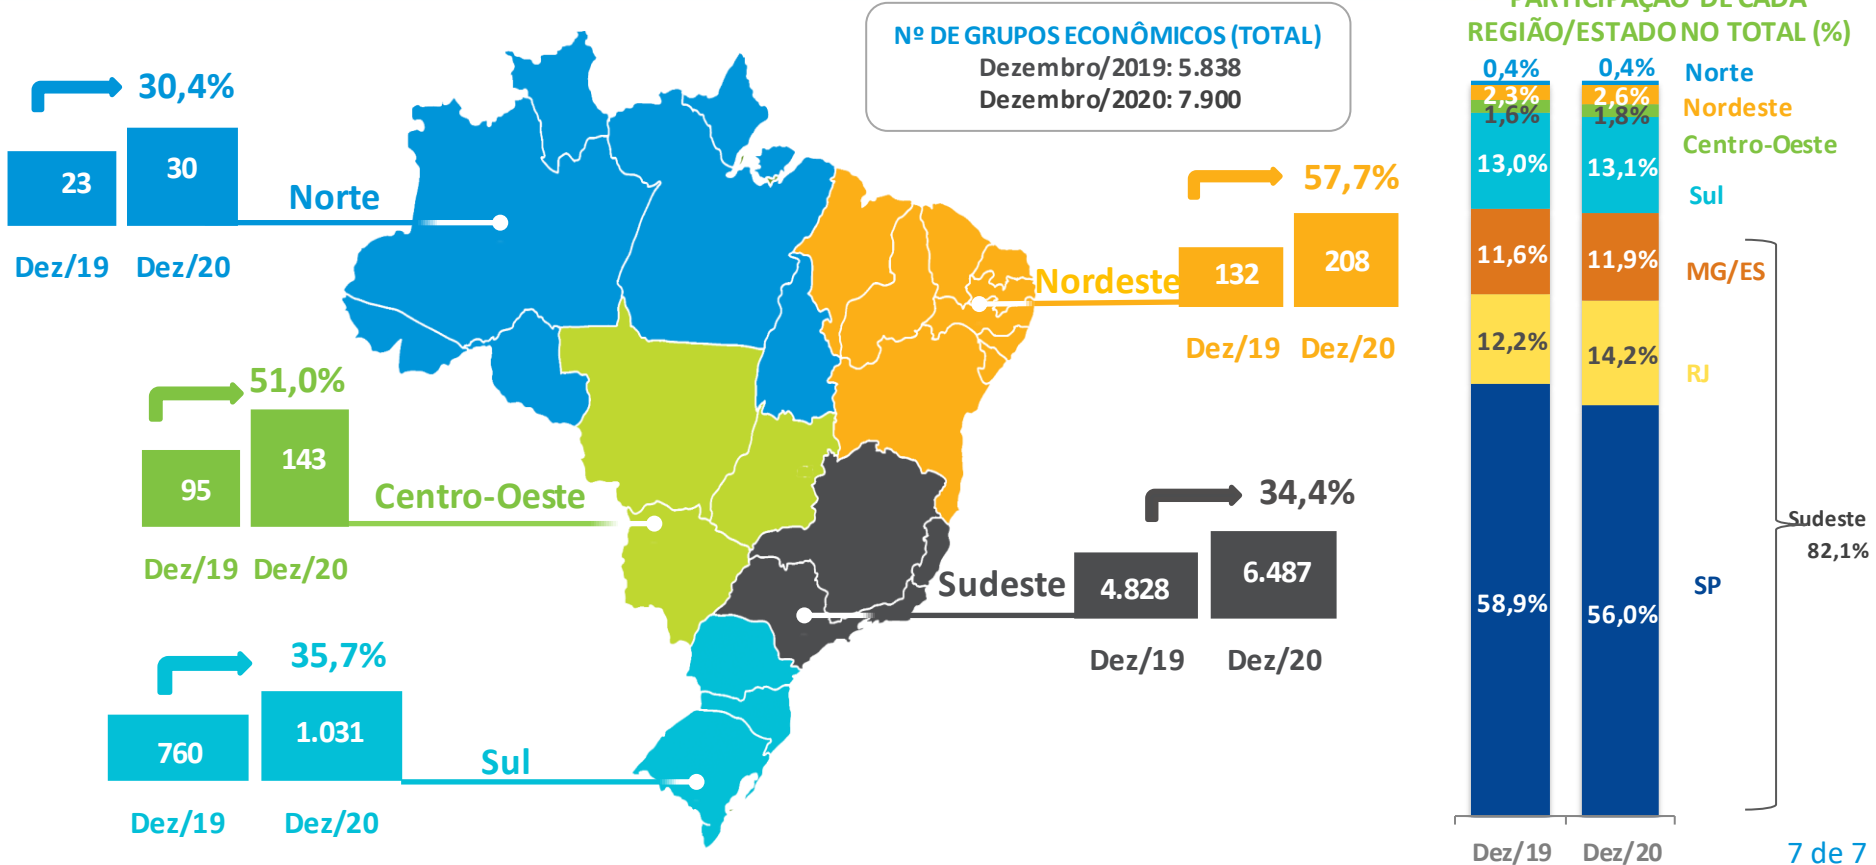 Nº DE GRUPOS ECONÔMICOS (TOTAL)
Dezembro/2019: 5.838
Dezembro/2020: 7.900
30,4%
23
30
Norte
Dez/19
Dez/20
57,7%
132
208
Nordeste
Dez/19
Dez/20
51,0%
95
143
Centro-Oeste
Dez/19
Dez/20
34,4%
4.828
6.487
Sudeste
Dez/19
Dez/20
35,7%
760
1.031
Sul
Dez/19
Dez/20
PARTICIPAÇÃO DE CADA
REGIÃO/ESTADO NO TOTAL (%)
0,4%
0,4%
Norte
2,3%
2,6%
Nordeste
1,6%
1,8%
Centro-Oeste
13,0%
13,1%
Sul
11,6%
11,9%
MG/ES
12,2%
14,2%
RJ
58,9%
56,0%
SP
Sudeste
82,1%
Dez/19
Dez/20
7 de 7